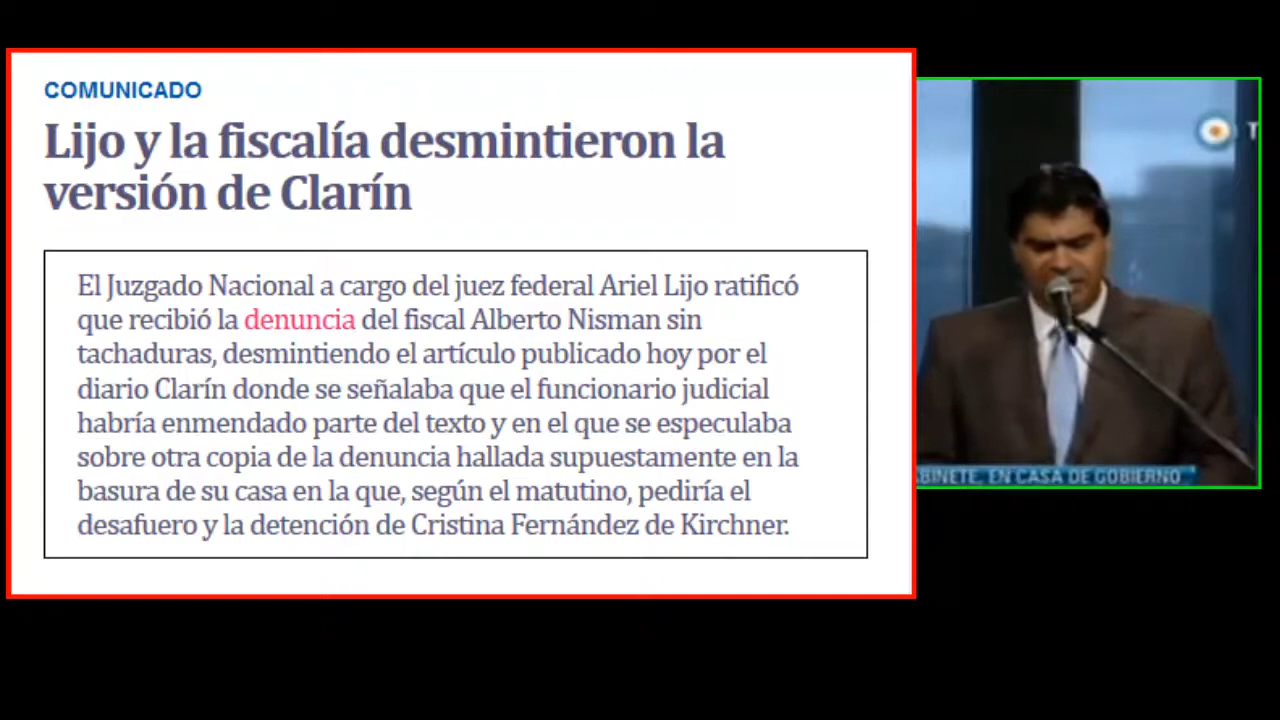 COMUNICADO
Lijo y la fiscalía desmintieron la
versión de Clarín
El Juzgado Nacional a cargo del juez federal Ariel Lijo ratificó
que recibió la denuncia del fiscal Alberto Nisman sin
tachaduras, desmintiendo el artículo publicado hoy por el
diario Clarín donde se señalaba que el funcionario judicial
habría enmendado parte del texto y en el que se especulaba
sobre otra copia de la denuncia hallada supuestamente en la
basura de su casa en la que, según el matutino, pediría el
desafuero y la detención de Cristina Fernández de Kirchner.
T
ABINETE, EN CASA DE GOBIERNO